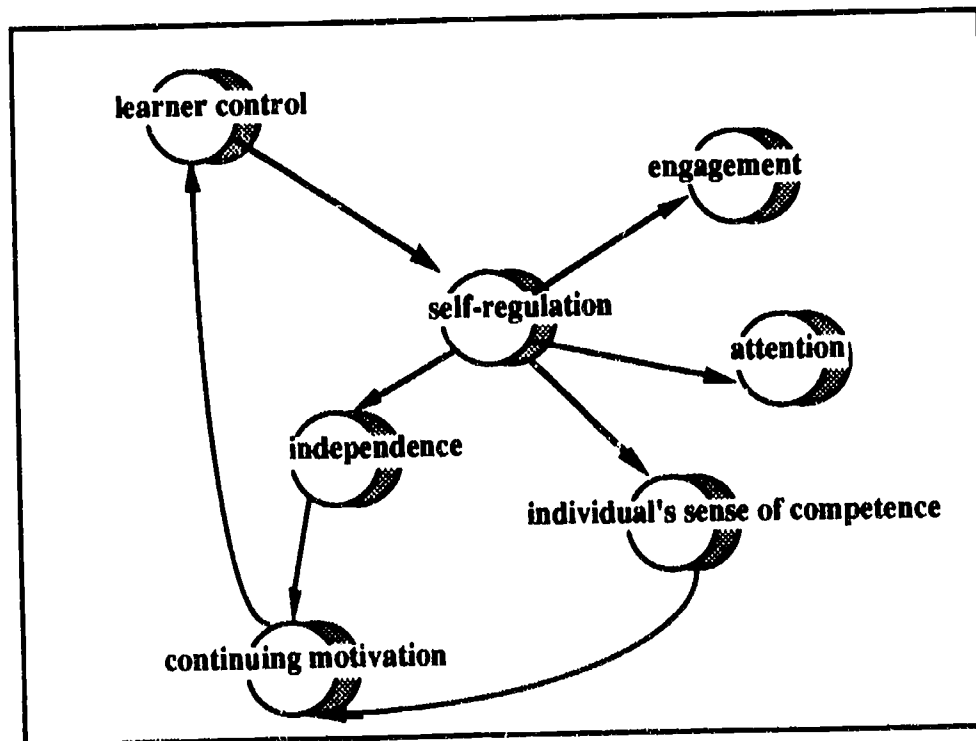 learner control
engagement
self-regulation
attention
independence
individual's sense of competence
continuing motivation